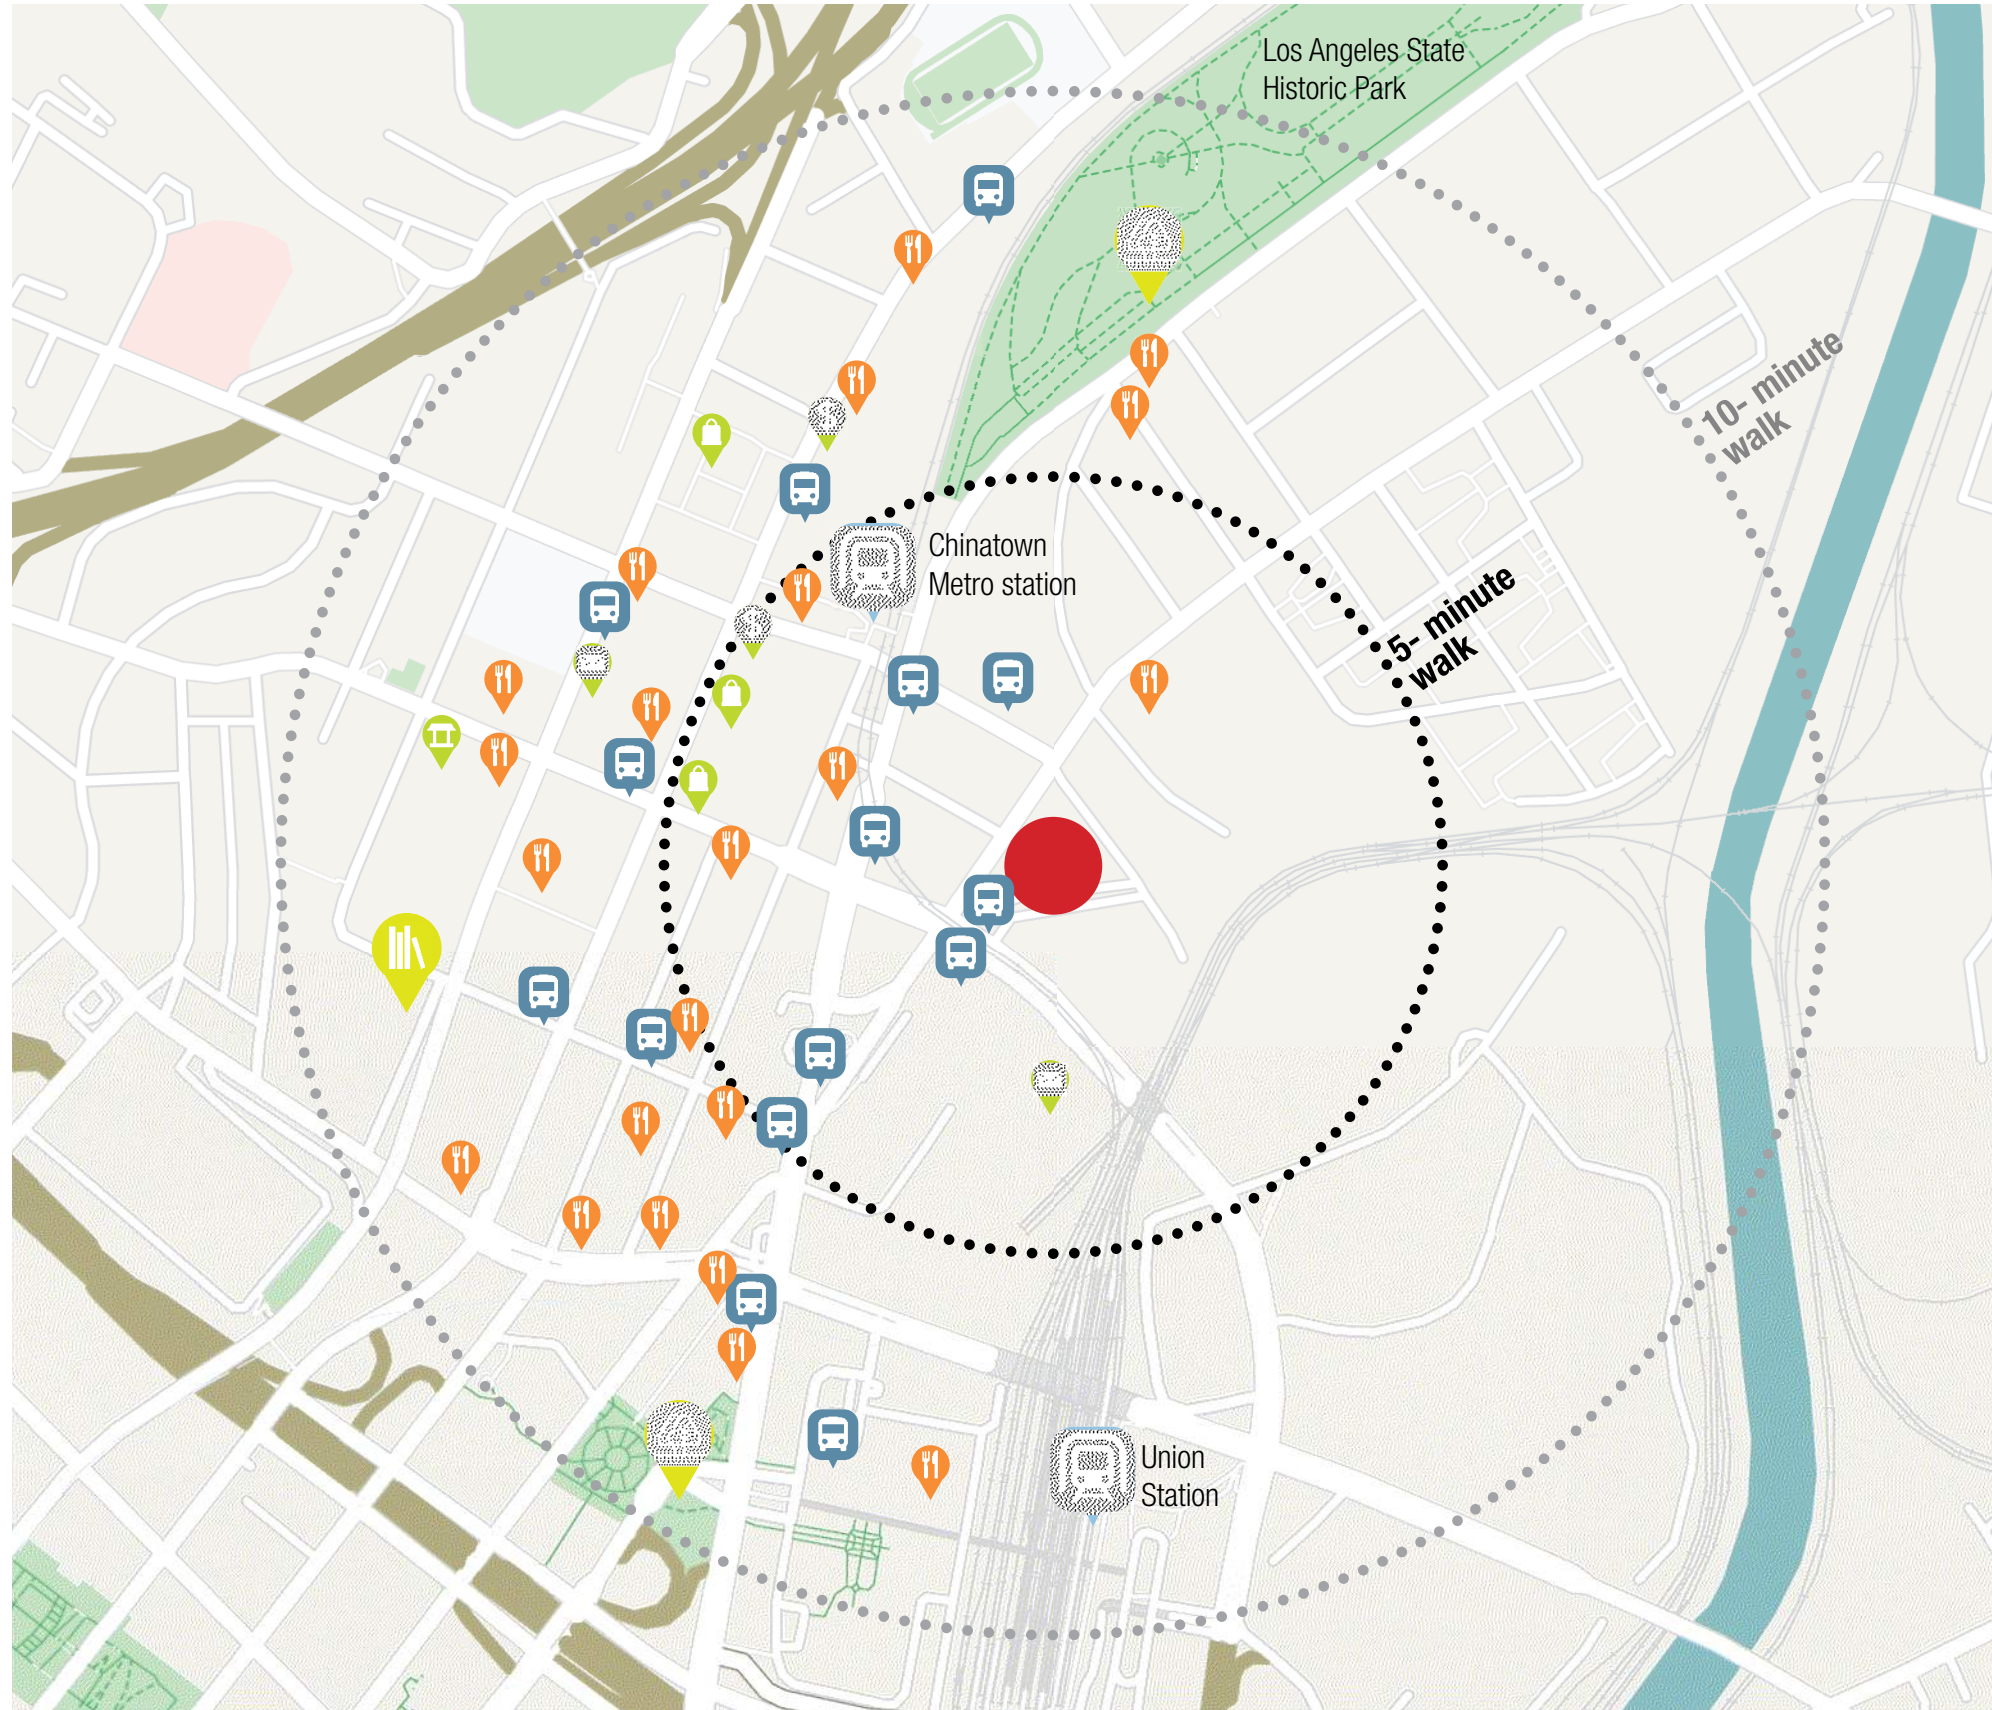 Los Angeles State
Historic Park
10- minute
walk
Chinatown
Metro station
5- minute
walk
Union
Station